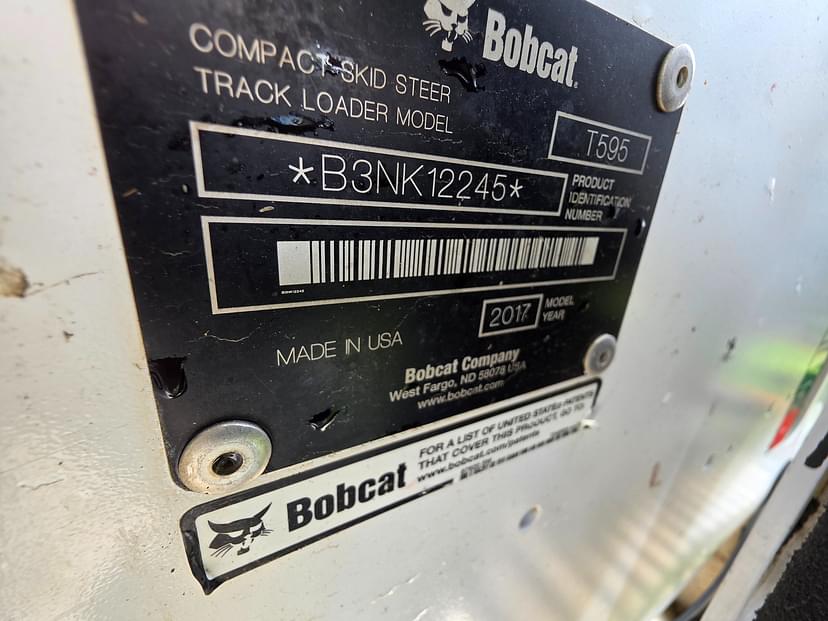 Bobcat
COMPACT SKID STEER
TRACK LOADER MODEL
T595
*B3NK12245*
PRODUCT
IDENTIFICATION
NUMBER
2017
MODEL
YEAR
MADE IN USA
Bobcat Company
West Fargo, ND 58078 USA
www.bobcat.com
Bobcat
FOR A LIST OF UNITED STATES PATENTS
THAT COVER THIS PRODUCT, GO TO:
www.bobcat.com/patents